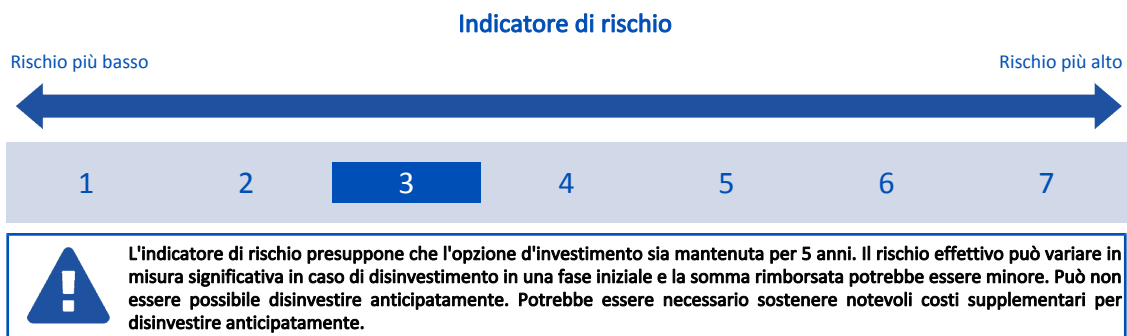 Indicatore di rischio
Rischio più basso Rischio più alto
1 2 3 4 5 6 7
L'indicatore di rischio presuppone che l'opzione d'investimento sia mantenuta per 5 anni. Il rischio effettivo può variare in
misura significativa in caso di disinvestimento in una fase iniziale e la somma rimborsata potrebbe essere minore. Può non
essere possibile disinvestire anticipatamente. Potrebbe essere necessario sostenere notevoli costi supplementari per
disinvestire anticipatamente.